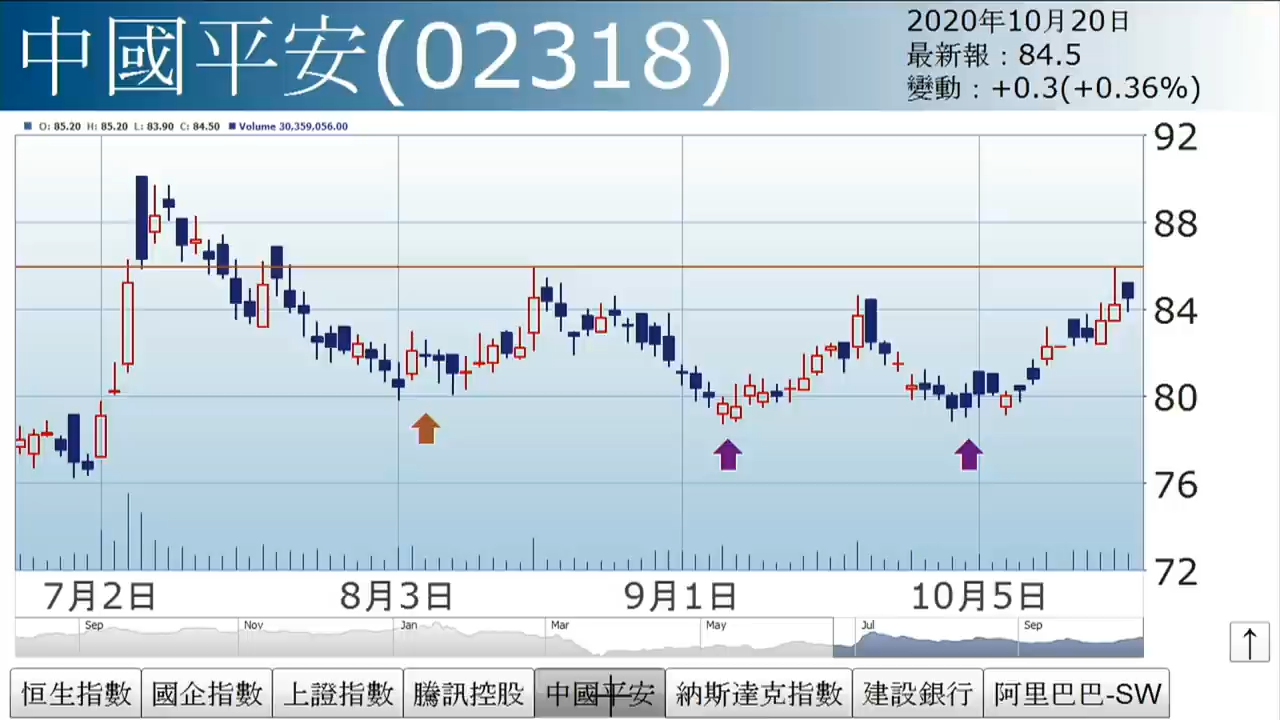 中國平安(02318)
2020年10月20日
最新報：84.5
變動：+0.3(+0.36%)
O: 85.20 H: 85.20 L: 83.90 C: 84.50 Volume 30,359,056.00
92
88
84
80
76
72
7月2日 8月3日 9月1日 10月5日
Sep Nov Jan Mar May Jul Sep
↑
恒生指數 國企指數 上證指數 騰訊控股 中國平安 納斯達克指數 建設銀行 阿里巴巴-SW